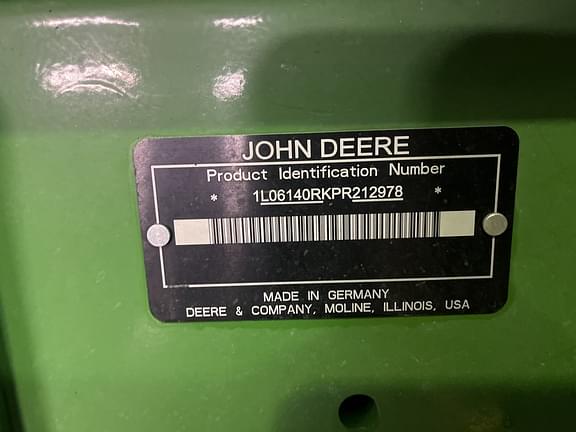 JOHN DEERE
Product Identification Number
* 1L06140RKPR212978 *
MADE IN GERMANY
DEERE & COMPANY, MOLINE, ILLINOIS, USA